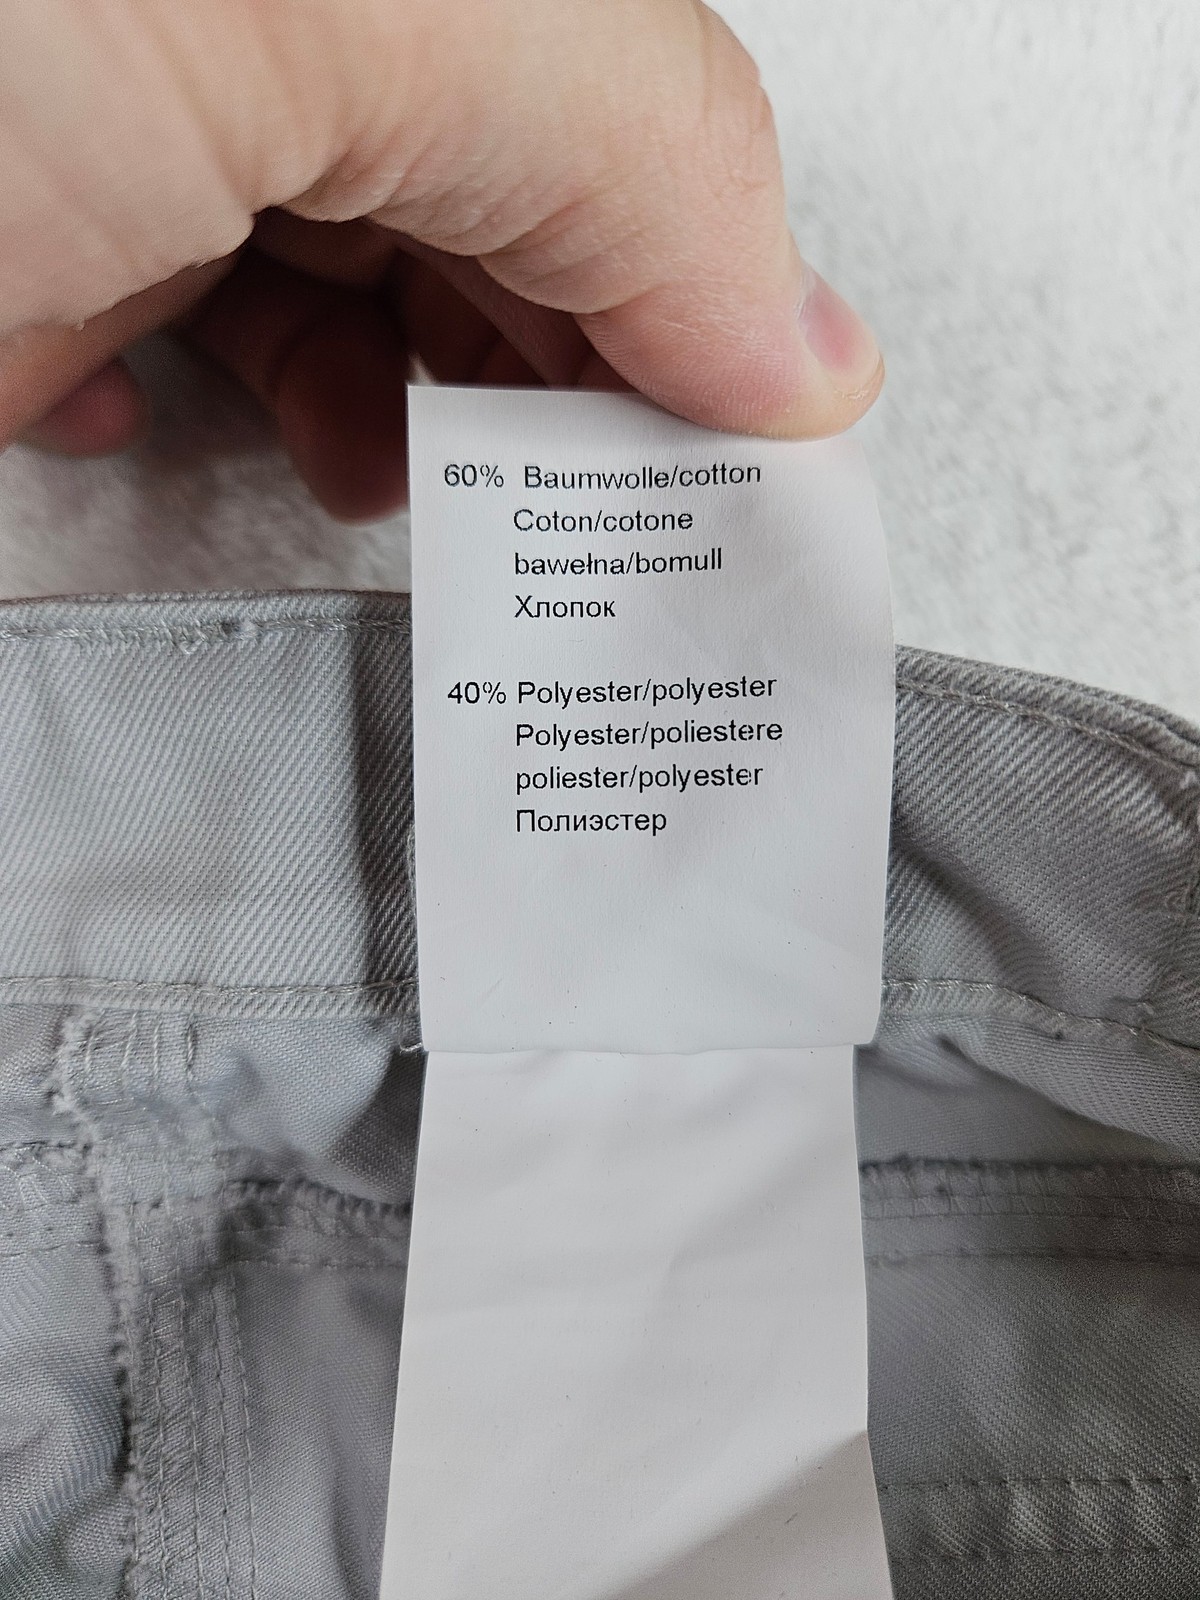 60% Baumwolle/cotton
Coton/cotone
bawełna/bomull
Хлопок
40% Polyester/polyester
Polyester/poliestere
poliester/polyester
Полиэстер